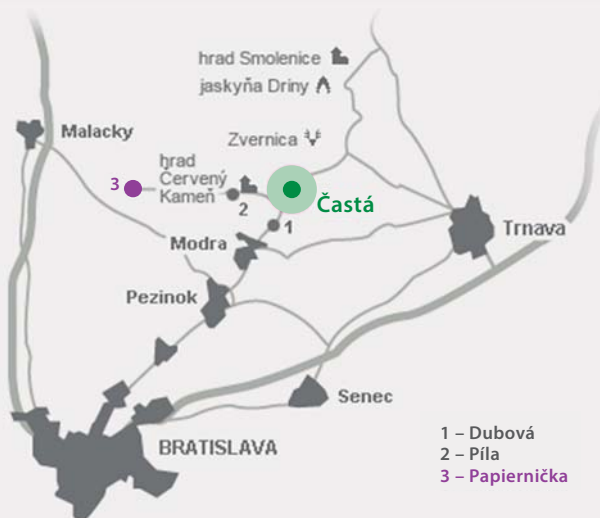 hrad Smolenice
jaskyňa Driny
Zvernica
Malacky
hrad
Červený
Kameň
3
2
Častá
1
Modra
Trnava
Pezinok
Senec
BRATISLAVA
1 – Dubová
2 – Píla
3 – Papiernička